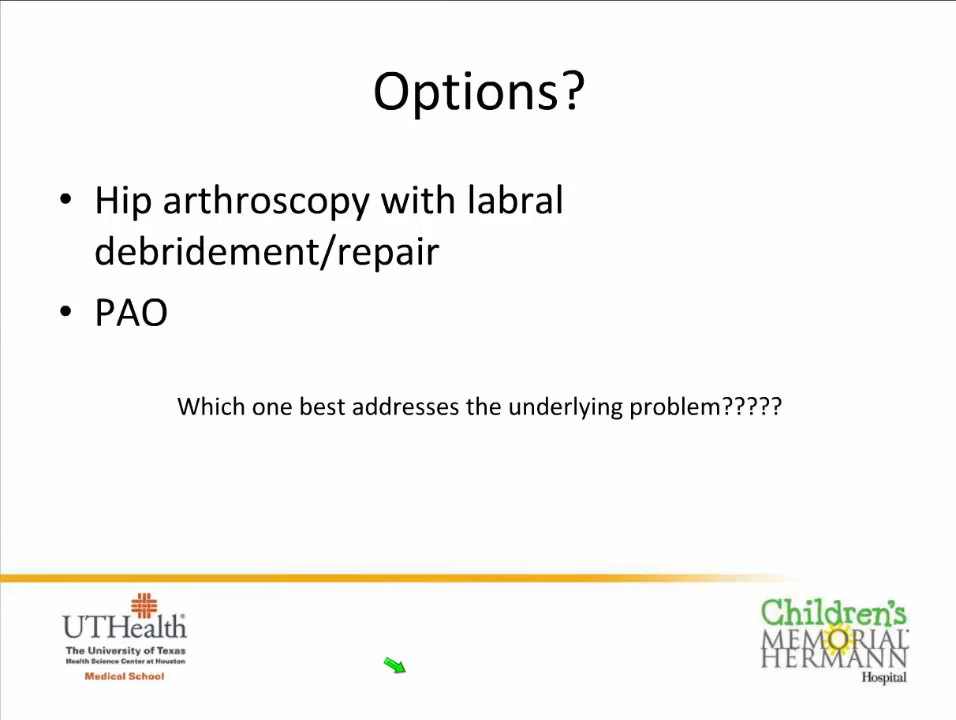 Options?
• Hip arthroscopy with labral
debridement/repair
• PAO
Which one best addresses the underlying problem?????
UTHealth®
The University of Texas
Health Science Center at Houston
Medical School
Children's
MEMORIAL
HERMANN
Hospital